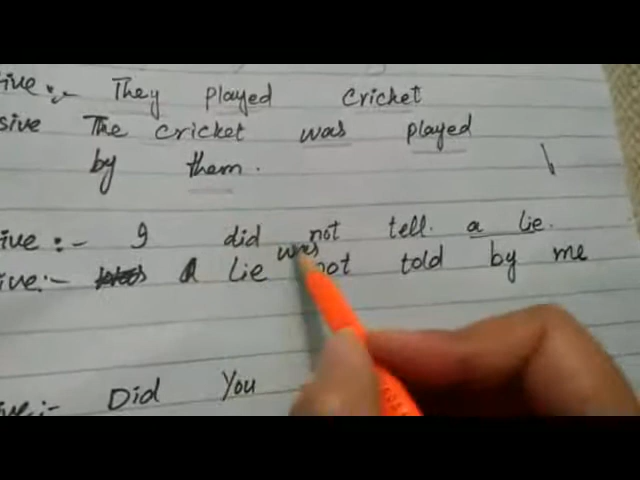 ive :- They played cricket
sive The cricket was played
by them.
ive :- I did not tell. a lie.
was
ive :- A lie not told by me
ive :- Did You